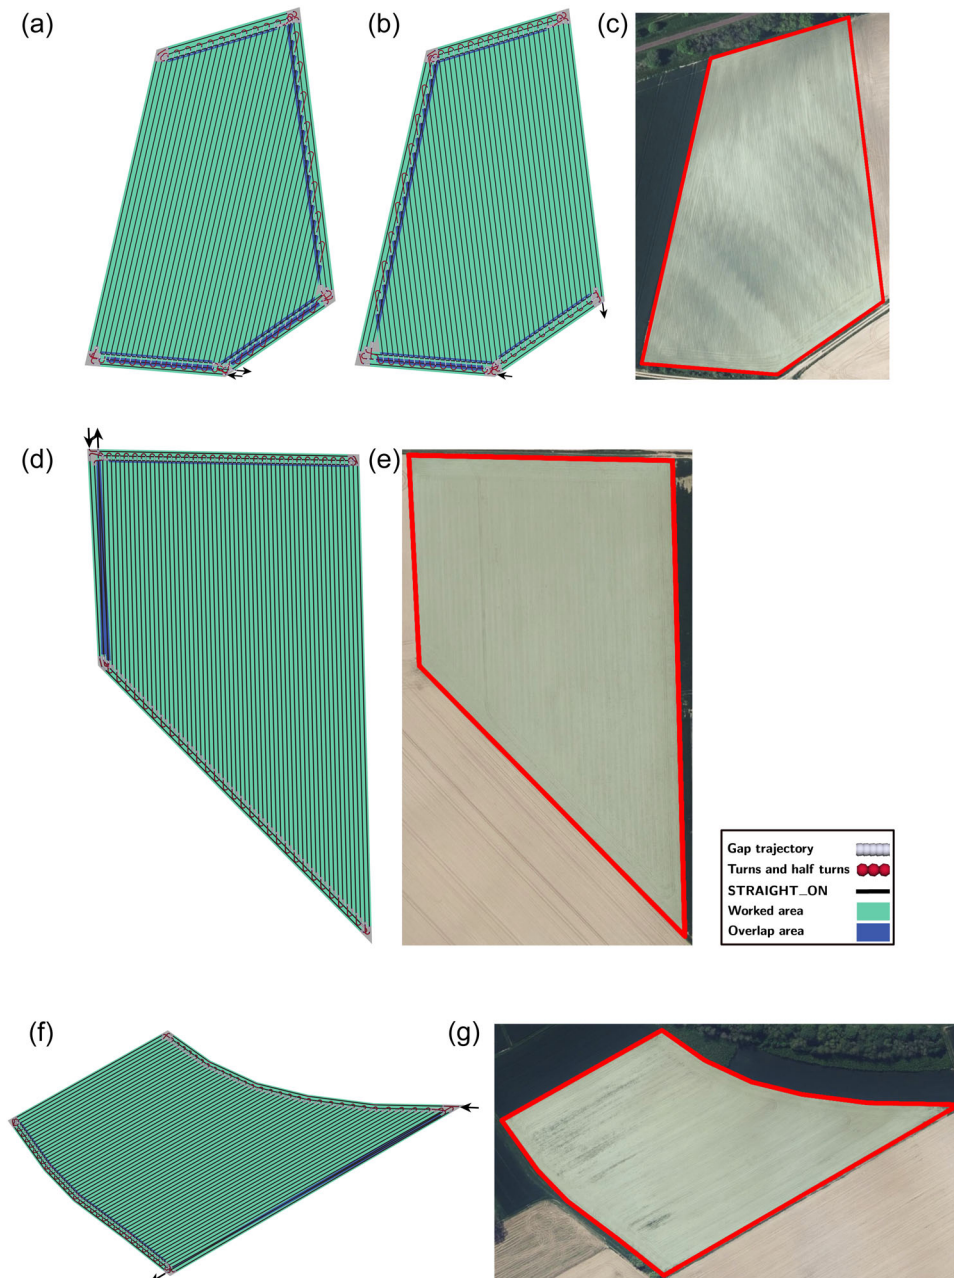 (a)
(b)
(c)
(d)
(e)
Gap trajectory
Turns and half turns
STRAIGHT_ON
Worked area
Overlap area
(f)
(g)